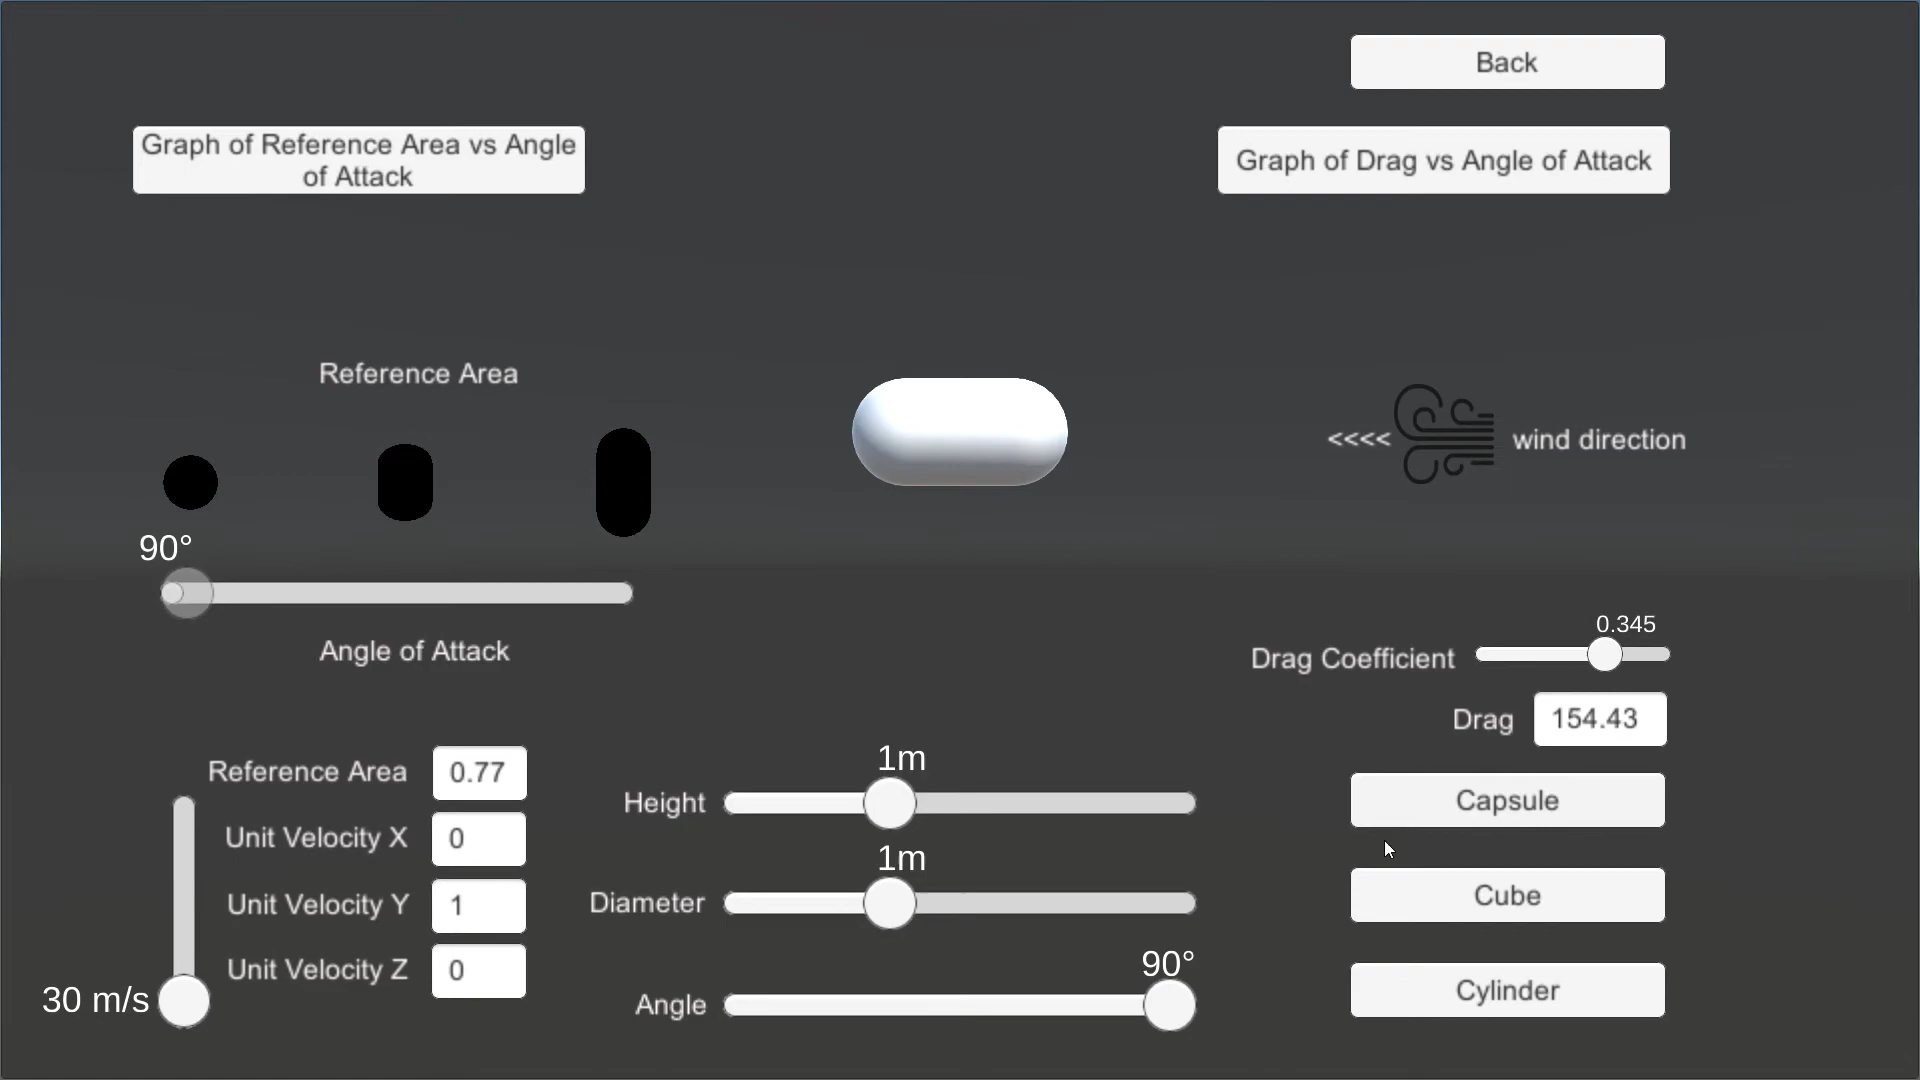 Back
Graph of Reference Area vs Angle
of Attack
Graph of Drag vs Angle of Attack
Reference Area
<<<<
wind direction
90°
Angle of Attack
0.345
Drag Coefficient
Drag
154.43
Reference Area
0.77
Unit Velocity X
0
Unit Velocity Y
1
Unit Velocity Z
0
30 m/s
1m
Height
1m
Diameter
90°
Angle
Capsule
Cube
Cylinder